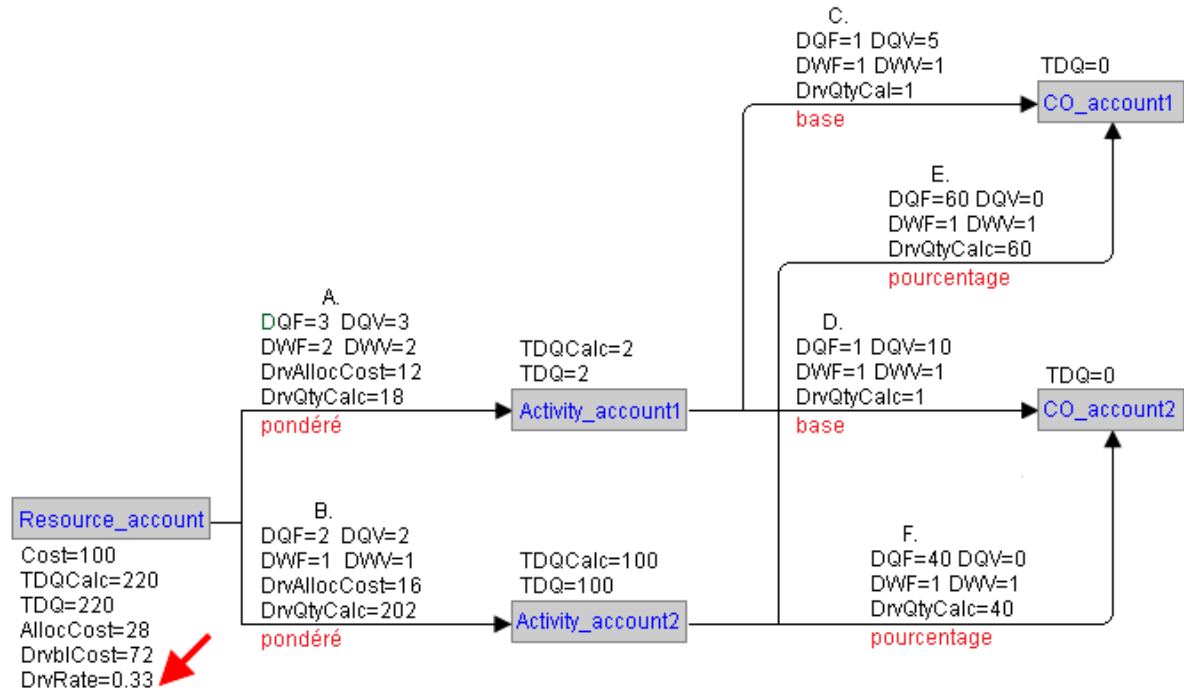 C.
DQF=1 DQV=5
DWF=1 DWV=1
DrvQtyCal=1
base
TDQ=0
CO_account1
E.
DQF=60 DQV=0
DWF=1 DWV=1
DrvQtyCalc=60
pourcentage
A.
DQF=3 DQV=3
DWF=2 DWV=2
DrvAllocCost=12
DrvQtyCalc=18
pondéré
TDQCalc=2
TDQ=2
Activity_account1
D.
DQF=1 DQV=10
DWF=1 DWV=1
DrvQtyCalc=1
base
TDQ=0
CO_account2
Resource_account
Cost=100
TDQCalc=220
TDQ=220
AllocCost=28
DrvblCost=72
DrvRate=0.33
B.
DQF=2 DQV=2
DWF=1 DWV=1
DrvAllocCost=16
DrvQtyCalc=202
pondéré
TDQCalc=100
TDQ=100
Activity_account2
F.
DQF=40 DQV=0
DWF=1 DWV=1
DrvQtyCalc=40
pourcentage